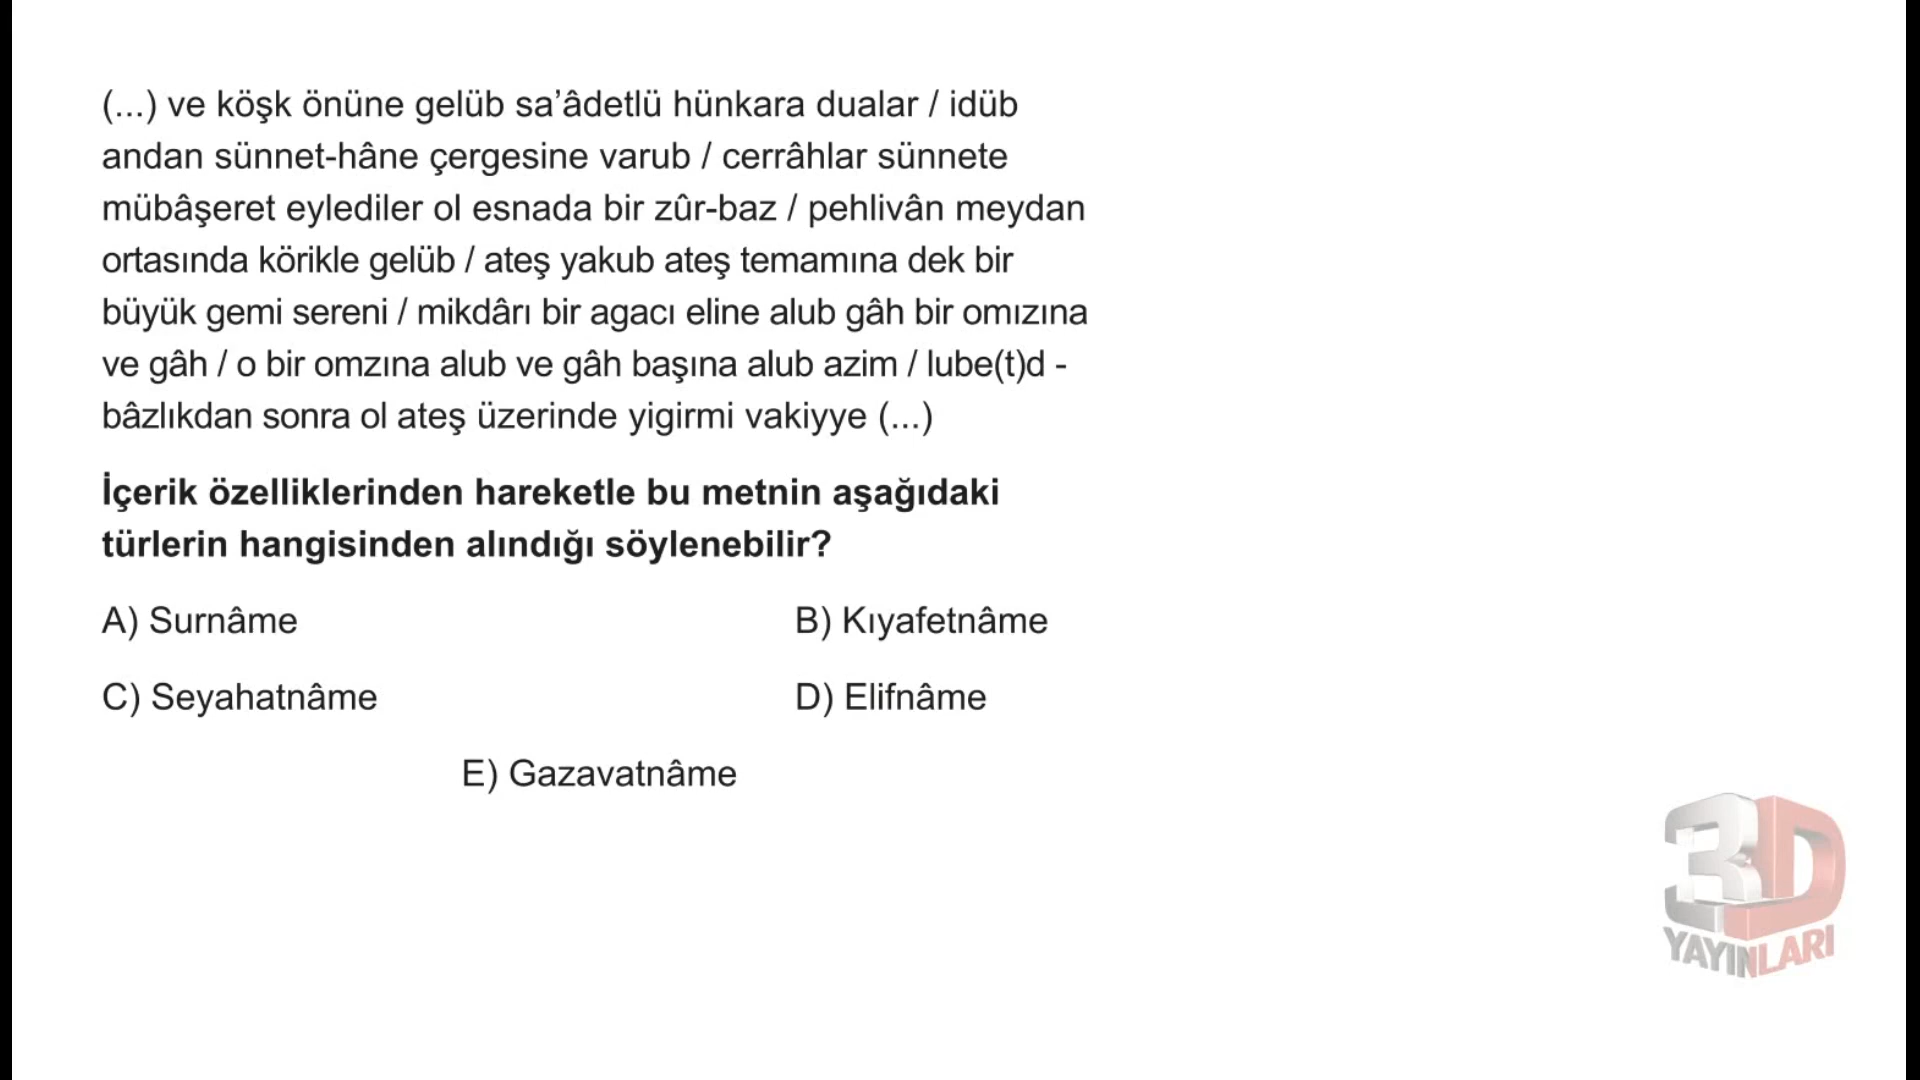 (...) ve köşk önüne gelüb sa’âdetlü hünkara dualar / idüb
andan sünnet-hâne çergesine varub / cerrâhlar sünnete
mübâşeret eylediler ol esnada bir zûr-baz / pehlivân meydan
ortasında körikle gelüb / ateş yakub ateş temamına dek bir
büyük gemi sereni / mikdârı bir agacı eline alub gâh bir omızına
ve gâh / o bir omzına alub ve gâh başına alub azim / lube(t)d -
bâzlıkdan sonra ol ateş üzerinde yigirmi vakiyye (...)
İçerik özelliklerinden hareketle bu metnin aşağıdaki
türlerin hangisinden alındığı söylenebilir?
A) Surnâme B) Kıyafetnâme
C) Seyahatnâme D) Elifnâme
E) Gazavatnâme
3D
YAYINLARI